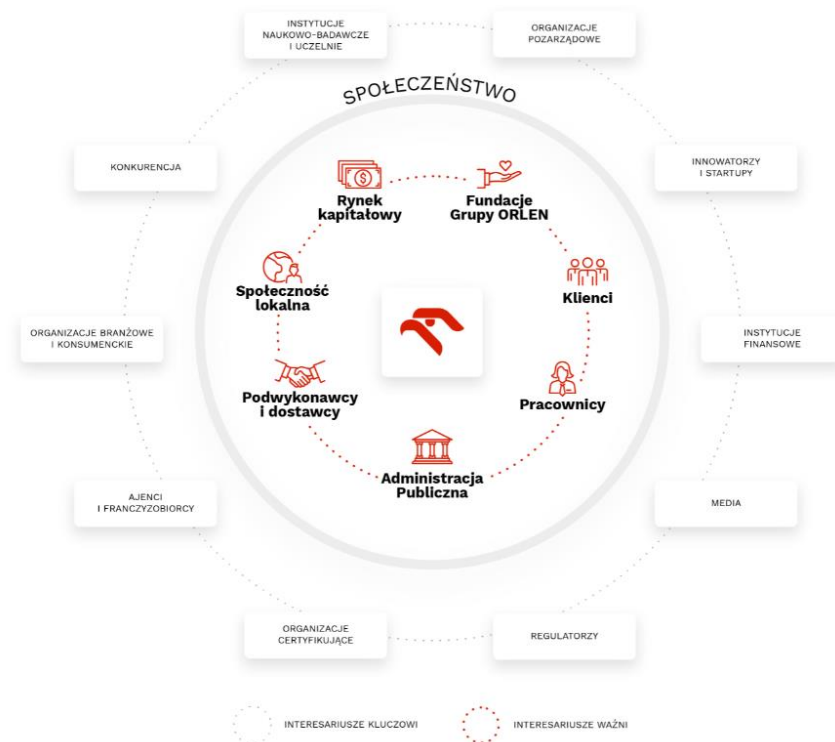 INSTYTUCJE
NAUKOWO-BADAWCZE
I UCZELNIE
ORGANIZACJE
POZARZĄDOWE
SPOŁECZEŃSTWO
KONKURENCJA
INNOWATORZY
I STARTUPY
Rynek
kapitałowy
Fundacje
Grupy ORLEN
Społeczność
lokalna
Klienci
ORGANIZACJE BRANŻOWE
I KONSUMENCKIE
INSTYTUCJE
FINANSOWE
Podwykonawcy
i dostawcy
Pracownicy
Administracja
Publiczna
AJENCI
I FRANCZYZOBIORCY
MEDIA
ORGANIZACJE
CERTYFIKUJĄCE
REGULATORZY
INTERESARIUSZE KLUCZOWI
INTERESARIUSZE WAŻNI